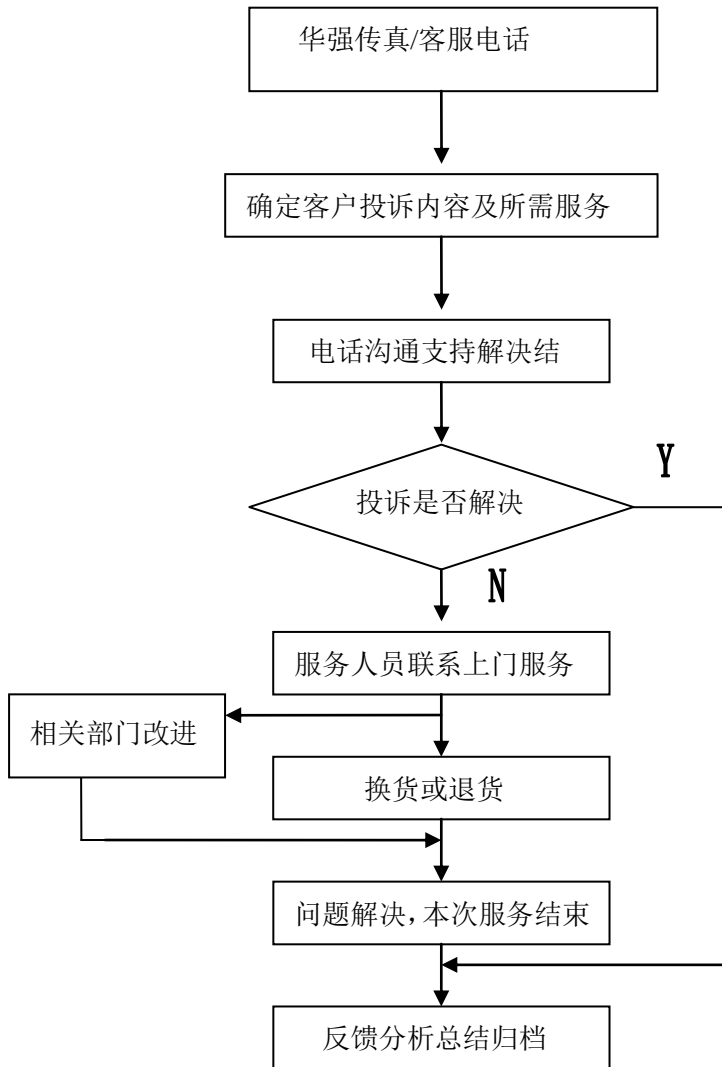 华强传真/客服电话
确定客户投诉内容及所需服务
电话沟通支持解决结
Y
投诉是否解决
N
服务人员联系上门服务
相关部门改进
换货或退货
问题解决,本次服务结束
反馈分析总结归档